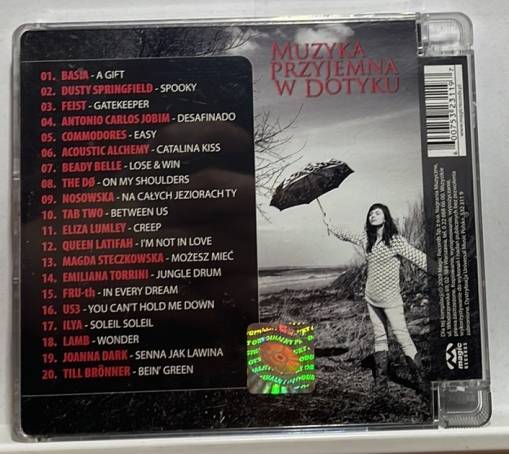 MUZYKA
PRZYJEMNA
W DOTYKU
01. BASIA - A GIFT
02. DUSTY SPRINGFIELD - SPOOKY
03. FEIST - GATEKEEPER
04. ANTONIO CARLOS JOBIM - DESAFINADO
05. COMMODORES - EASY
06. ACOUSTIC ALCHEMY - CATALINA KISS
07. BEADY BELLE - LOSE & WIN
08. THE DØ - ON MY SHOULDERS
09. NOSOWSKA - NA CAŁYCH JEZIORACH TY
10. TAB TWO - BETWEEN US
11. ELIZA LUMLEY - CREEP
12. QUEEN LATIFAH - I'M NOT IN LOVE
13. MAGDA STECZKOWSKA - MOŻESZ MIEĆ
14. EMILIANA TORRINI - JUNGLE DRUM
15. FRU-th - IN EVERY DREAM
16. US3 - YOU CAN'T HOLD ME DOWN
17. ILYA - SOLEIL SOLEIL
18. LAMB - WONDER
19. JOANNA DARK - SENNA JAK LAWINA
20. TILL BRÖNNER - BEIN' GREEN
magic
RECORDS